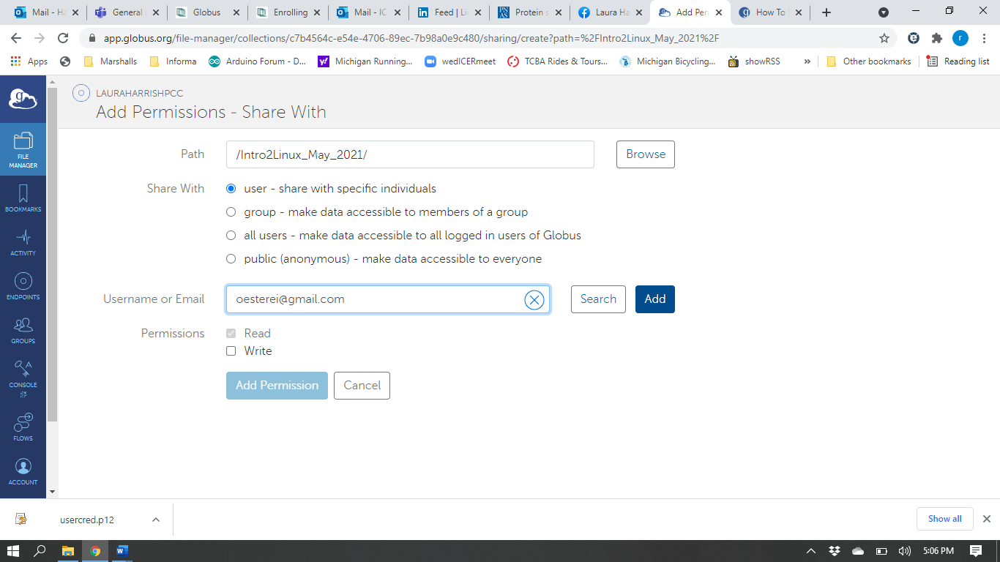 Mail - Ha
General
Globus
Enrolling
Mail - IC
Feed | Li
Protein s
Laura Ha
Add Per
How To
app.globus.org/file-manager/collections/c7b4564c-e54e-4706-89ec-7b98a0e9c480/sharing/create?path=%2FIntro2Linux_May_2021%2F
r
Apps
Marshalls
Informa
Arduino Forum - D...
Michigan Running...
wedICERmeet
TCBA Rides & Tours...
Michigan Bicycling...
showRSS
»
Other bookmarks
Reading list
LAURAHARRISHPCC
Add Permissions - Share With
FILE
MANAGER
BOOKMARKS
ACTIVITY
ENDPOINTS
GROUPS
CONSOLE
FLOWS
ACCOUNT
Path
/Intro2Linux_May_2021/
Browse
Share With
user - share with specific individuals
group - make data accessible to members of a group
all users - make data accessible to all logged in users of Globus
public (anonymous) - make data accessible to everyone
Username or Email
oesterei@gmail.com
Search
Add
Permissions
Read
Write
Add Permission
Cancel
usercred.p12
Show all
5:06 PM